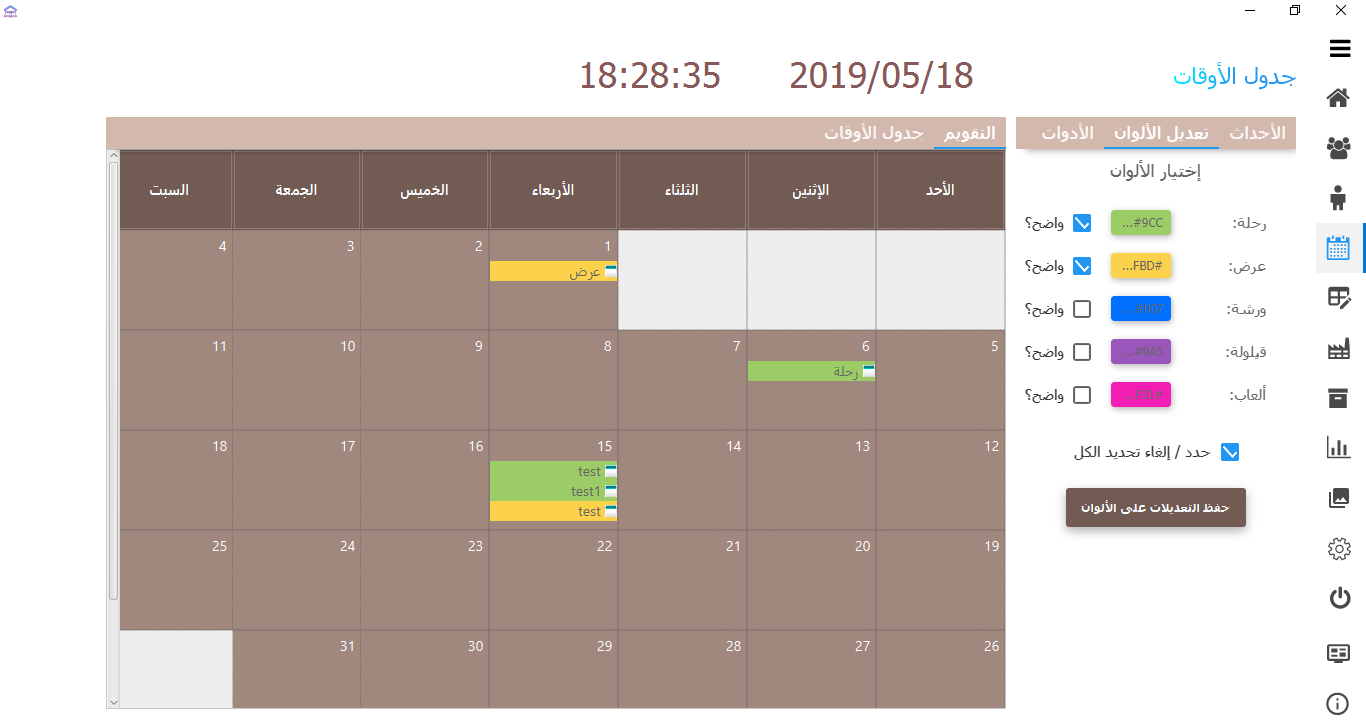 جدول الأوقات
2019/05/18
18:28:35
الأحداث
تعديل الألوان
الأدوات
إختيار الألوان
رحلة: #9CC... واضح؟
عرض: #FBD... واضح؟
ورشة: #007... واضح؟
قيلولة: #9A5... واضح؟
ألعاب: #F31... واضح؟
حدد / إلغاء تحديد الكل
حفظ التعديلات على الألوان
التقويم
جدول الأوقات
الأحد الإثنين الثلثاء الأربعاء الخميس الجمعة السبت
1 2 3 4
عرض
5 6 7 8 9 10 11
رحلة
12 13 14 15 16 17 18
test
test1
test
19 20 21 22 23 24 25
26 27 28 29 30 31